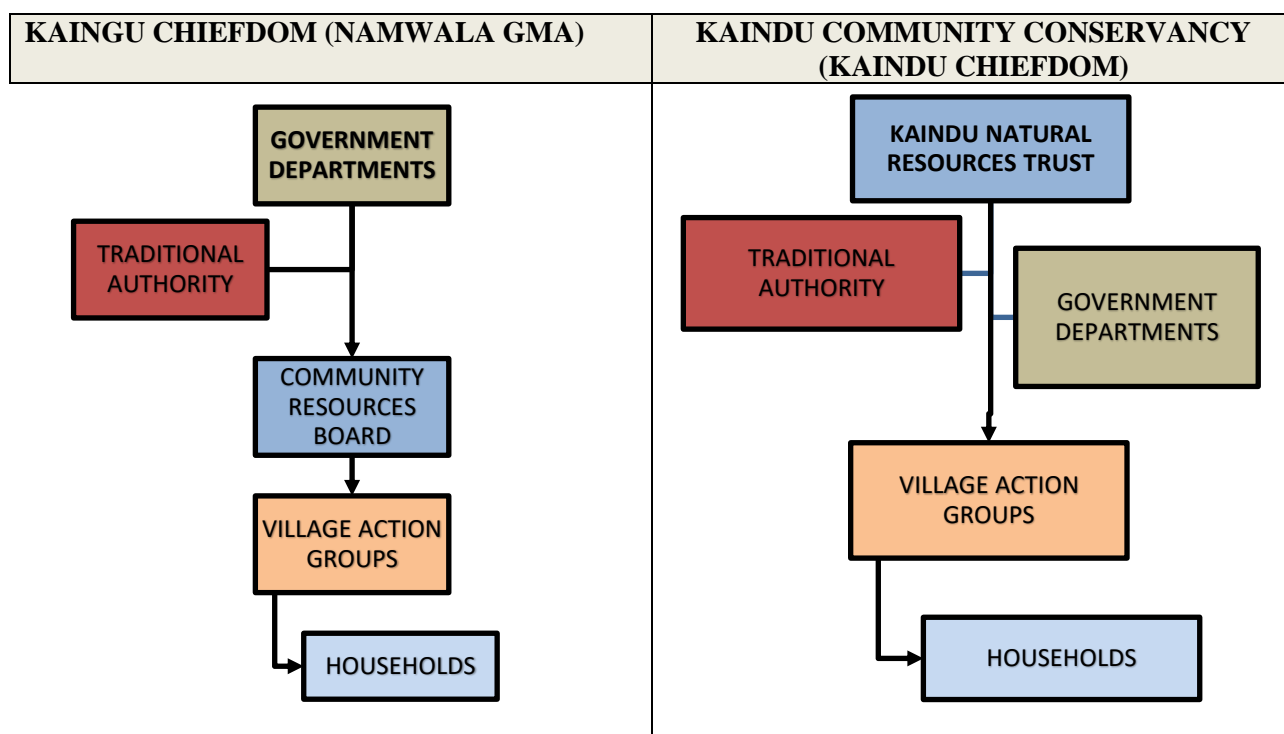 KAINGU CHIEFDOM (NAMWALA GMA)
GOVERNMENT
DEPARTMENTS
TRADITIONAL
AUTHORITY
COMMUNITY
RESOURCES
BOARD
VILLAGE ACTION
GROUPS
HOUSEHOLDS
KAINDU COMMUNITY CONSERVANCY
(KAINDU CHIEFDOM)
KAINDU NATURAL
RESOURCES TRUST
TRADITIONAL
AUTHORITY
GOVERNMENT
DEPARTMENTS
VILLAGE ACTION
GROUPS
HOUSEHOLDS